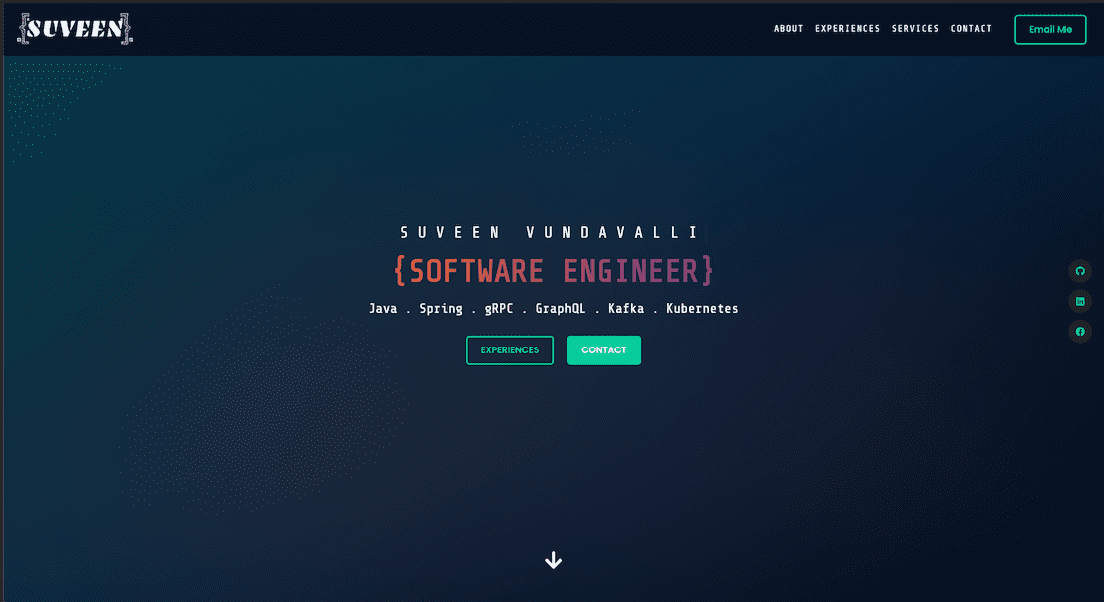 {SUVEEN}
ABOUT EXPERIENCES SERVICES CONTACT Email Me
SUVEEN VUNDAVALLI
{SOFTWARE ENGINEER}
Java . Spring . gRPC . GraphQL . Kafka . Kubernetes
EXPERIENCES CONTACT